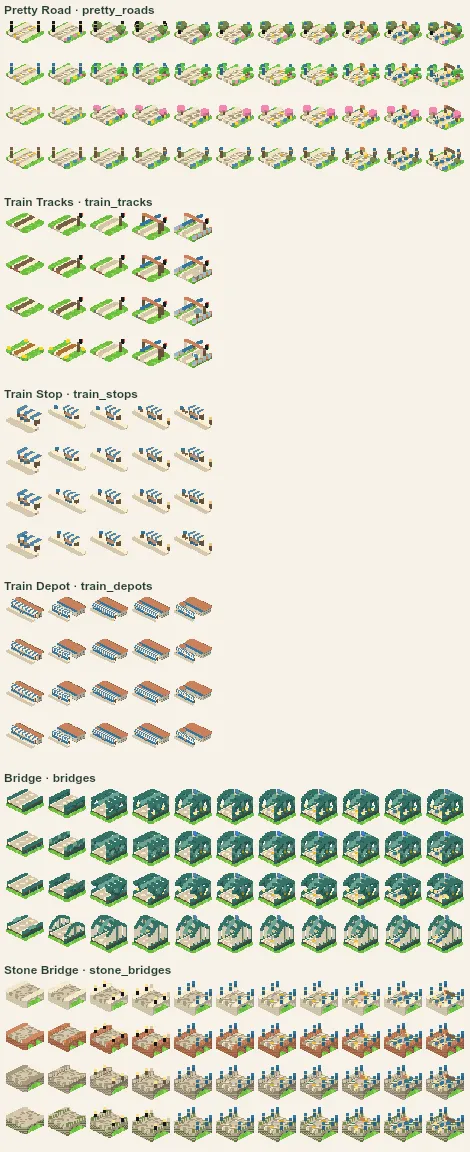 Pretty Road · pretty_roads
Train Tracks · train_tracks
Train Stop · train_stops
Train Depot · train_depots
Bridge · bridges
Stone Bridge · stone_bridges